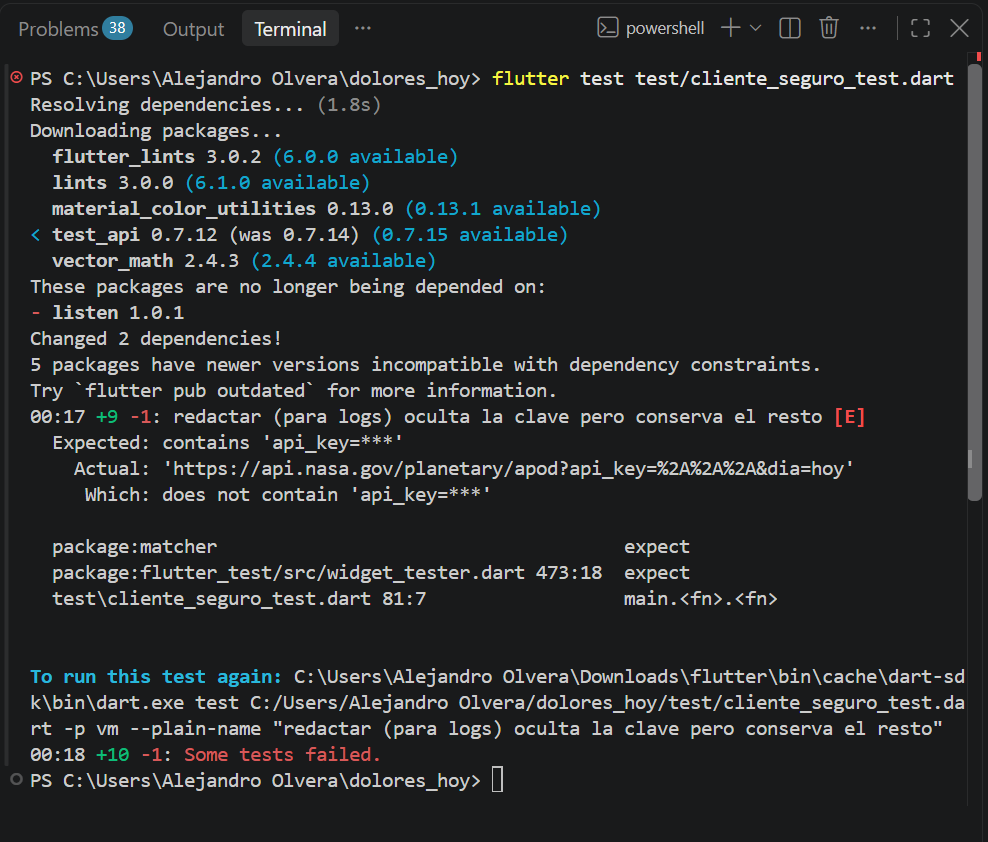 Problems 38 Output Terminal ··· powershell
PS C:\Users\Alejandro Olvera\dolores_hoy> flutter test test/cliente_seguro_test.dart
Resolving dependencies... (1.8s)
Downloading packages...
flutter_lints 3.0.2 (6.0.0 available)
lints 3.0.0 (6.1.0 available)
material_color_utilities 0.13.0 (0.13.1 available)
< test_api 0.7.12 (was 0.7.14) (0.7.15 available)
vector_math 2.4.3 (2.4.4 available)
These packages are no longer being depended on:
- listen 1.0.1
Changed 2 dependencies!
5 packages have newer versions incompatible with dependency constraints.
Try `flutter pub outdated` for more information.
00:17 +9 -1: redactar (para logs) oculta la clave pero conserva el resto [E]
Expected: contains 'api_key=***'
Actual: 'https://api.nasa.gov/planetary/apod?api_key=%2A%2A%2A&dia=hoy'
Which: does not contain 'api_key=***'
package:matcher expect
package:flutter_test/src/widget_tester.dart 473:18 expect
test\cliente_seguro_test.dart 81:7 main.<fn>.<fn>
To run this test again: C:\Users\Alejandro Olvera\Downloads\flutter\bin\cache\dart-sd
k\bin\dart.exe test C:/Users/Alejandro Olvera/dolores_hoy/test/cliente_seguro_test.da
rt -p vm --plain-name "redactar (para logs) oculta la clave pero conserva el resto"
00:18 +10 -1: Some tests failed.
PS C:\Users\Alejandro Olvera\dolores_hoy>